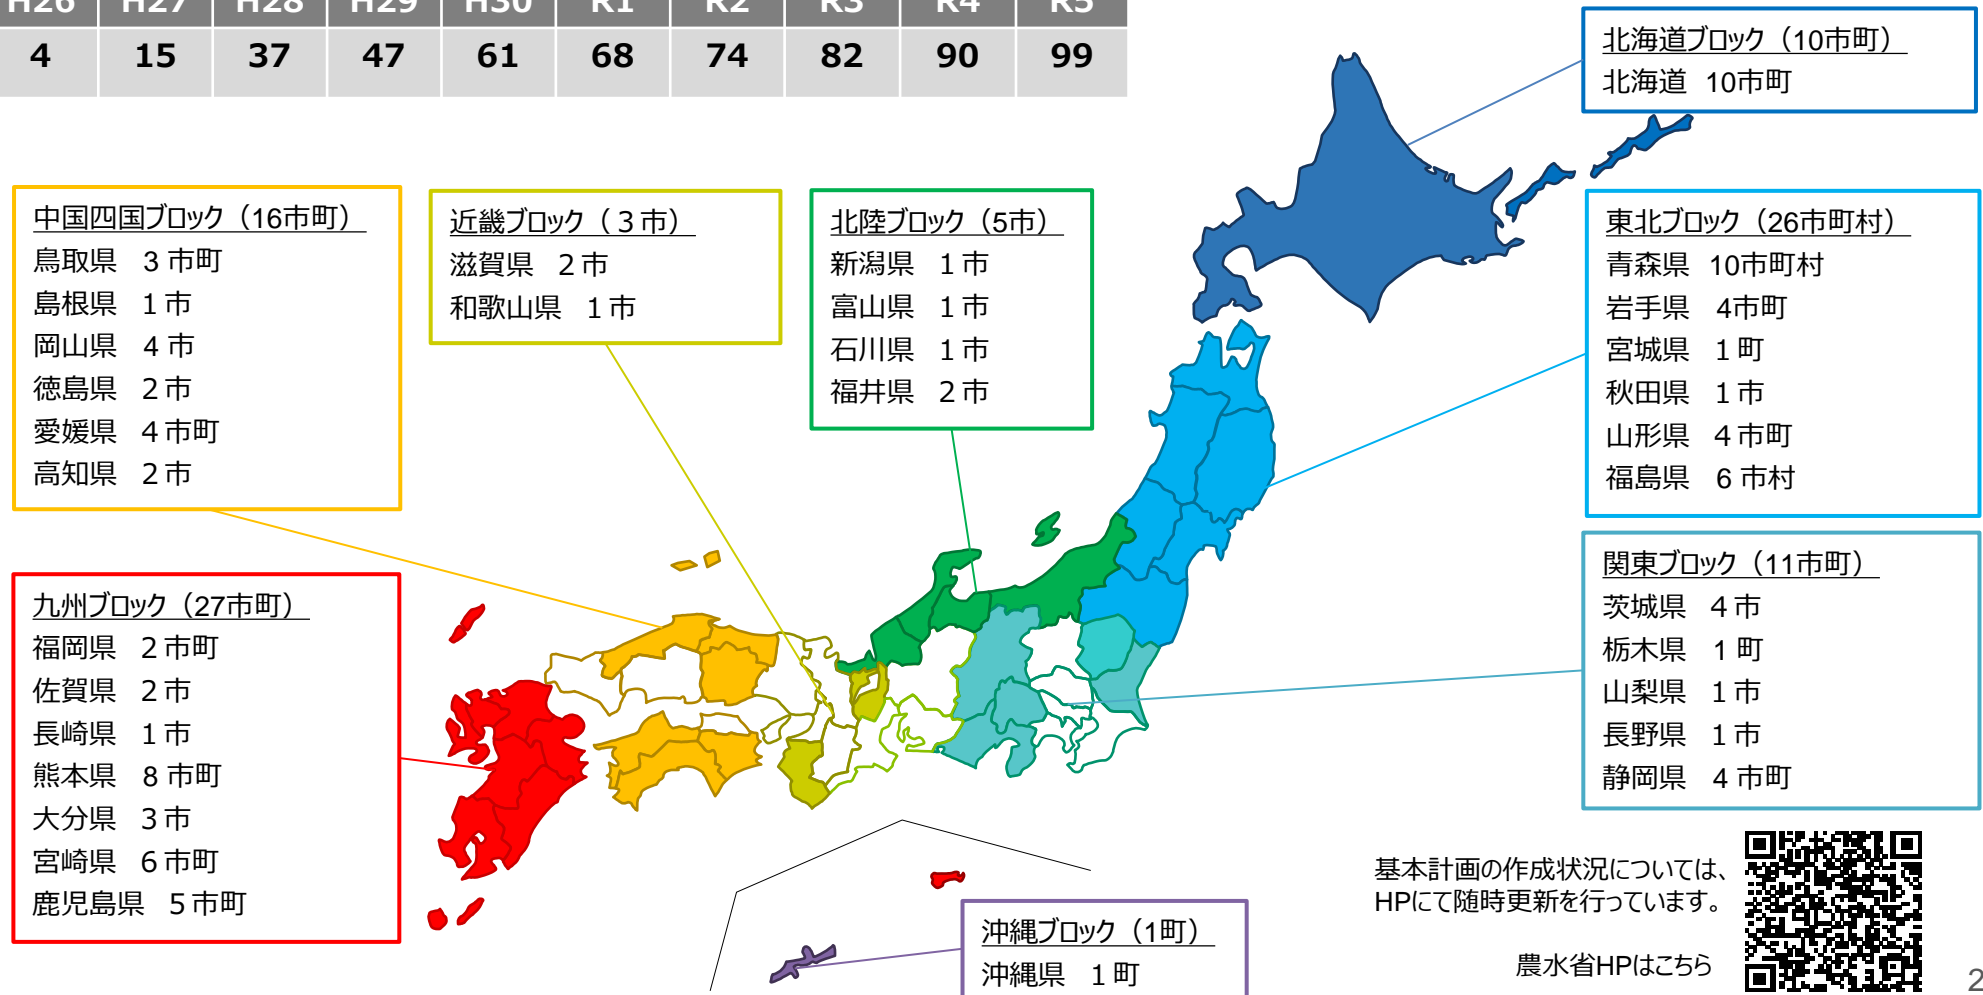 H26 H27 H28 H29 H30 R1 R2 R3 R4 R5
4 15 37 47 61 68 74 82 90 99
北海道ブロック（10市町）
北海道 10市町
中国四国ブロック（16市町）
鳥取県 3市町
島根県 1市
岡山県 4市
徳島県 2市
愛媛県 4市町
高知県 2市
近畿ブロック（3市）
滋賀県 2市
和歌山県 1市
北陸ブロック（5市）
新潟県 1市
富山県 1市
石川県 1市
福井県 2市
東北ブロック（26市町村）
青森県 10市町村
岩手県 4市町
宮城県 1町
秋田県 1市
山形県 4市町
福島県 6市村
九州ブロック（27市町）
福岡県 2市町
佐賀県 2市
長崎県 1市
熊本県 8市町
大分県 3市
宮崎県 6市町
鹿児島県 5市町
関東ブロック（11市町）
茨城県 4市
栃木県 1町
山梨県 1市
長野県 1市
静岡県 4市町
沖縄ブロック（1町）
沖縄県 1町
基本計画の作成状況については、
HPにて随時更新を行っています。
農水省HPはこちら
2